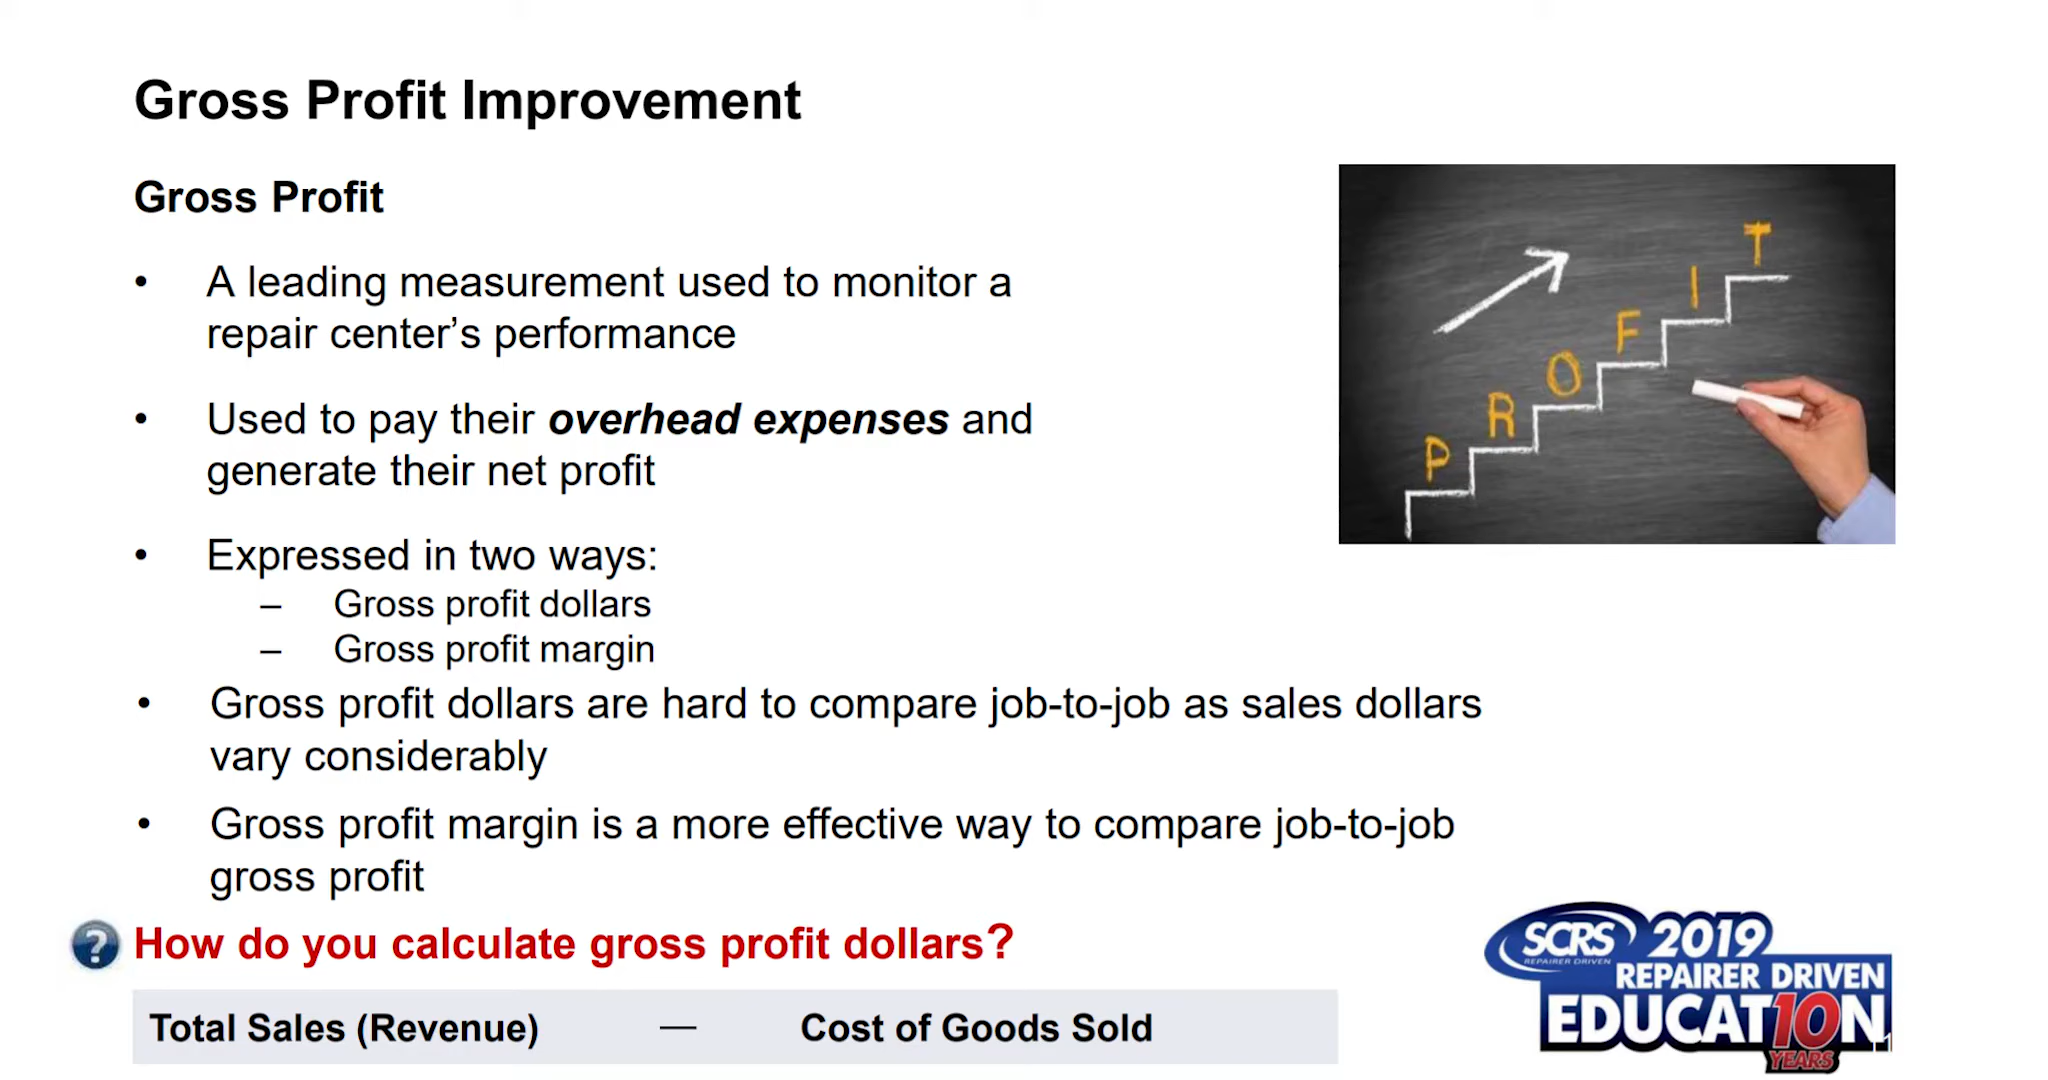 Gross Profit Improvement
Gross Profit
• A leading measurement used to monitor a
repair center’s performance
• Used to pay their overhead expenses and
generate their net profit
• Expressed in two ways:
– Gross profit dollars
– Gross profit margin
• Gross profit dollars are hard to compare job-to-job as sales dollars
vary considerably
• Gross profit margin is a more effective way to compare job-to-job
gross profit
? How do you calculate gross profit dollars?
Total Sales (Revenue) — Cost of Goods Sold
P R O F I T
SCRS 2019
REPAIRER DRIVEN
REPAIRER DRIVEN
EDUCAT10N
YEARS